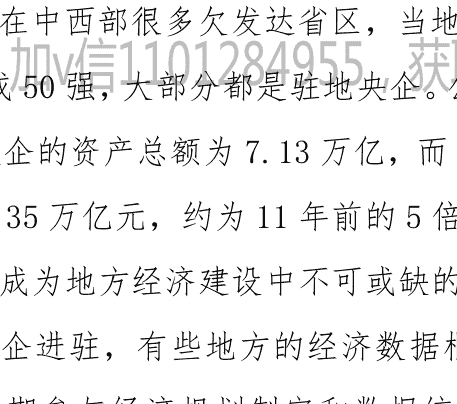 在中西部很多欠发达省区，当地
加v信1101284955，获
50强，大部分都是驻地央企。
企的资产总额为7.13万亿，而
35万亿元，约为11年前的5倍
成为地方经济建设中不可或缺的
企进驻，有些地方的经济数据